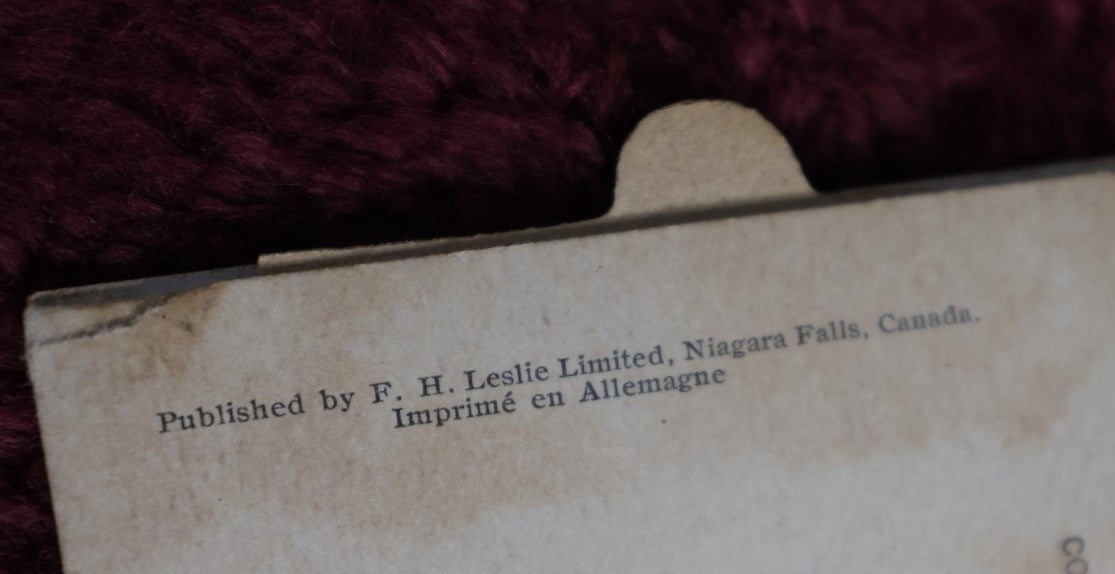 Published by F. H. Leslie Limited, Niagara Falls, Canada.
Imprimé en Allemagne